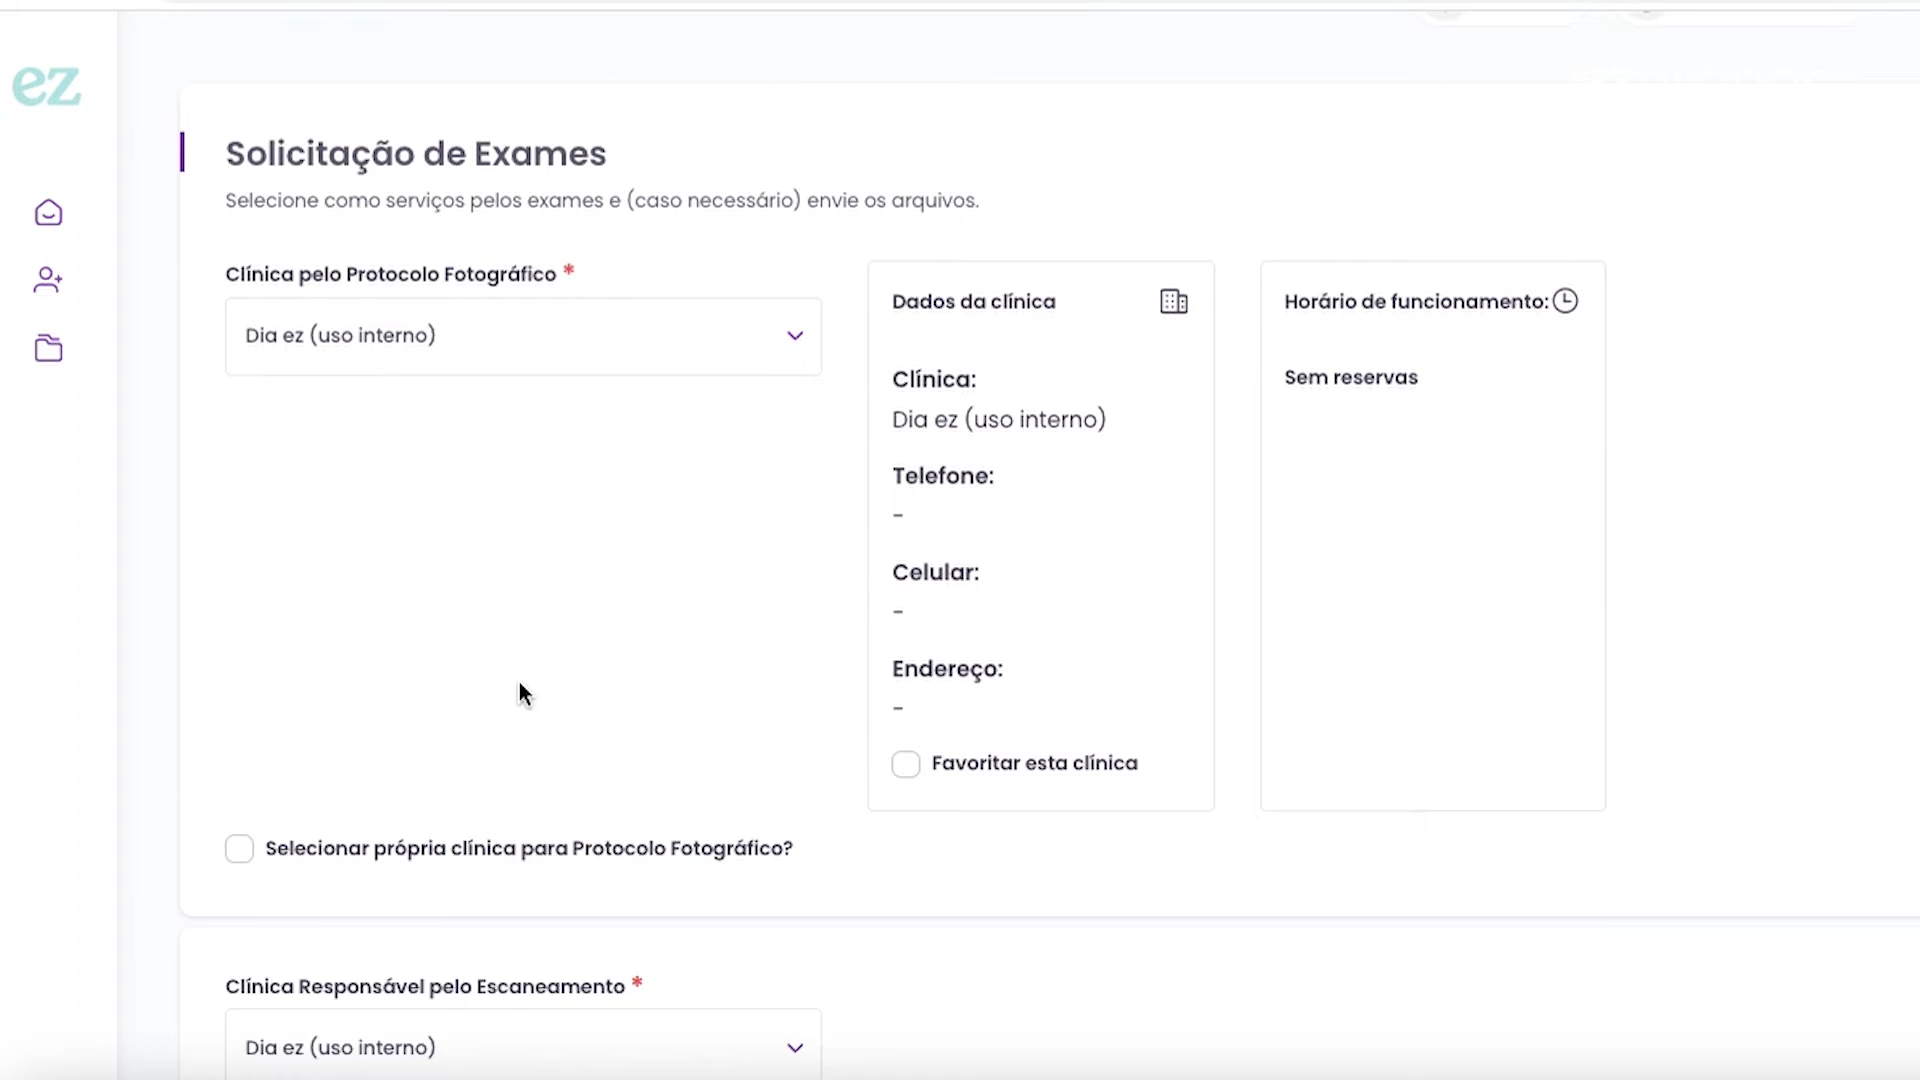 ez
Solicitação de Exames
Selecione como serviços pelos exames e (caso necessário) envie os arquivos.
Clínica pelo Protocolo Fotográfico *
Dia ez (uso interno)
Dados da clínica
Clínica:
Dia ez (uso interno)
Telefone:
-
Celular:
-
Endereço:
-
Favoritar esta clínica
Horário de funcionamento:
Sem reservas
Selecionar própria clínica para Protocolo Fotográfico?
Clínica Responsável pelo Escaneamento *
Dia ez (uso interno)